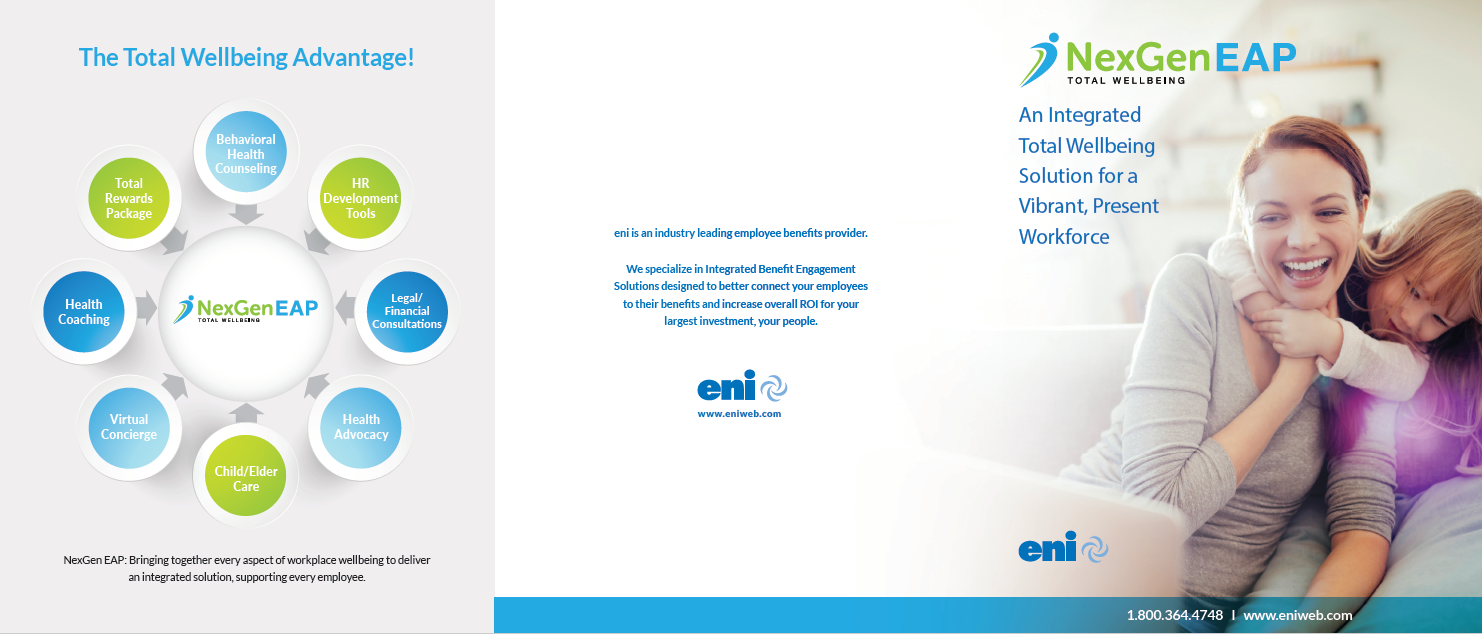 The Total Wellbeing Advantage!
Behavioral
Health
Counseling
HR
Development
Tools
Legal/
Financial
Consultations
Health
Advocacy
Child/Elder
Care
Virtual
Concierge
Health
Coaching
Total
Rewards
Package
NexGen EAP
TOTAL WELLBEING
NexGen EAP: Bringing together every aspect of workplace wellbeing to deliver
an integrated solution, supporting every employee.
eni is an industry leading employee benefits provider.
We specialize in Integrated Benefit Engagement
Solutions designed to better connect your employees
to their benefits and increase overall ROI for your
largest investment, your people.
eni
www.eniweb.com
NexGen EAP
TOTAL WELLBEING
An Integrated
Total Wellbeing
Solution for a
Vibrant, Present
Workforce
eni
1.800.364.4748 | www.eniweb.com